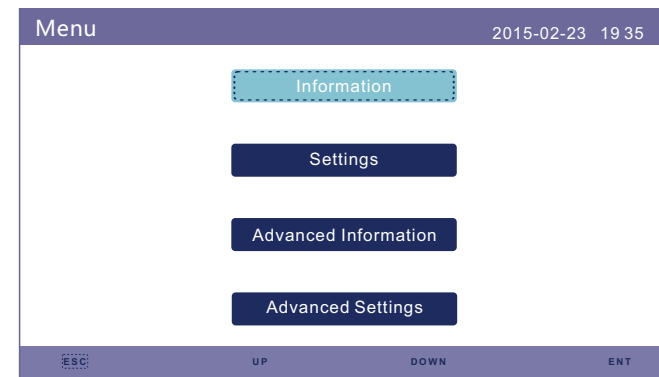 Menu 2015-02-23 19 35
Information
Settings
Advanced Information
Advanced Settings
ESC UP DOWN ENT